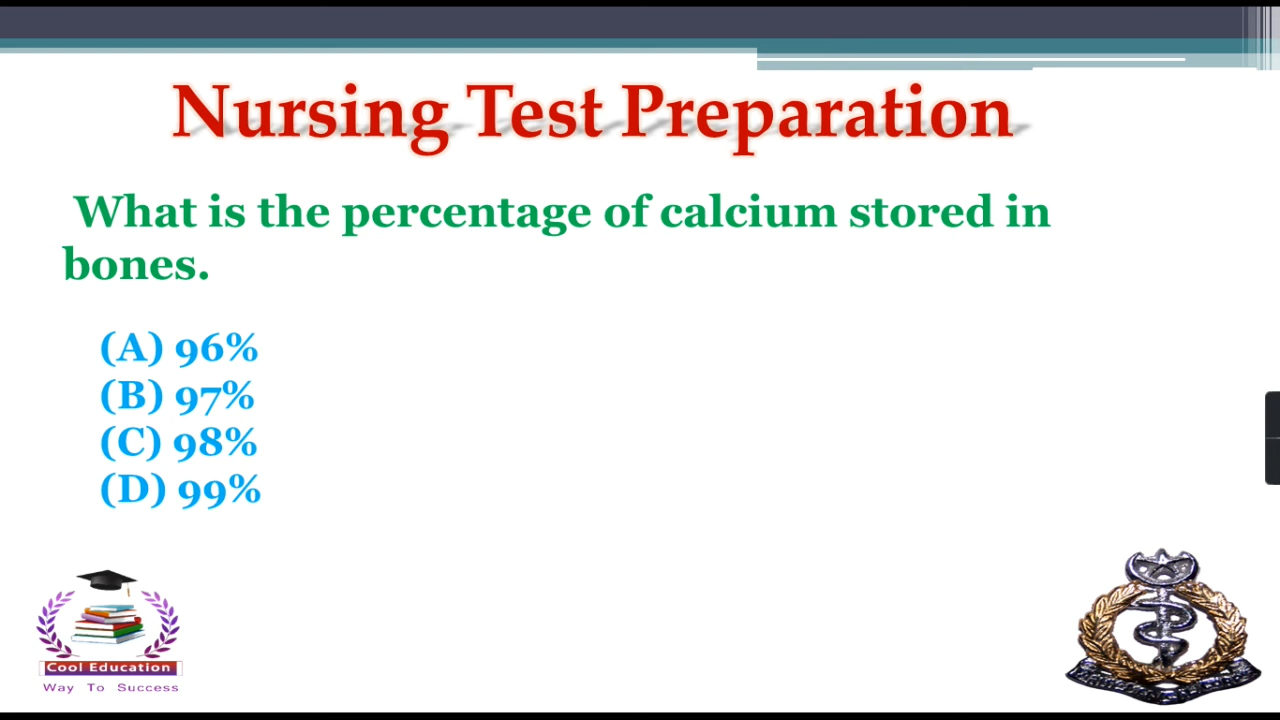 Nursing Test Preparation
What is the percentage of calcium stored in
bones.
(A) 96%
(B) 97%
(C) 98%
(D) 99%
Cool Education
Way To Success